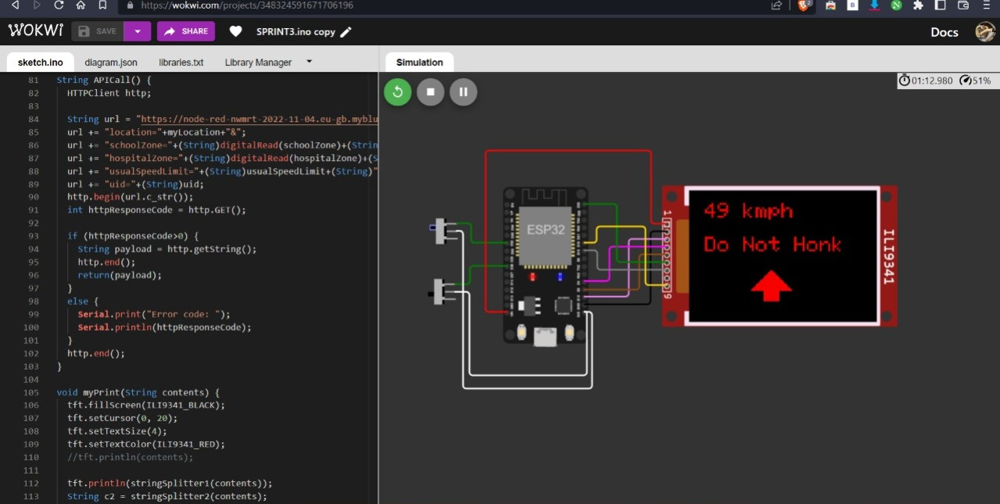 https://wokwi.com/projects/348324591671706196
WOKWi SAVE SHARE SPRINT3.ino copy Docs
sketch.ino diagram.json libraries.txt Library Manager Simulation
01:12.980 51%
81 String APICall() {
82 HTTPClient http;
83
84 String url = "https://node-red-nwmrt-2022-11-04.eu-gb.myblu
85 url += "location="+myLocation+"&";
86 url += "schoolZone="+(String)digitalRead(schoolZone)+(Strin
87 url += "hospitalZone="+(String)digitalRead(hospitalZone)+(S
88 url += "usualSpeedLimit="+(String)usualSpeedLimit+(String)"
89 url += "uid="+(String)uid;
90 http.begin(url.c_str());
91 int httpResponseCode = http.GET();
92
93 if (httpResponseCode>0) {
94 String payload = http.getString();
95 http.end();
96 return(payload);
97 }
98 else {
99 Serial.print("Error code: ");
100 Serial.println(httpResponseCode);
101 }
102 http.end();
103 }
104
105 void myPrint(String contents) {
106 tft.fillScreen(ILI9341_BLACK);
107 tft.setCursor(0, 20);
108 tft.setTextSize(4);
109 tft.setTextColor(ILI9341_RED);
110 //tft.println(contents);
111
112 tft.println(stringSplitter1(contents));
113 String c2 = stringSplitter2(contents);
ESP32
1
9
49 kmph
Do Not Honk
ILI9341